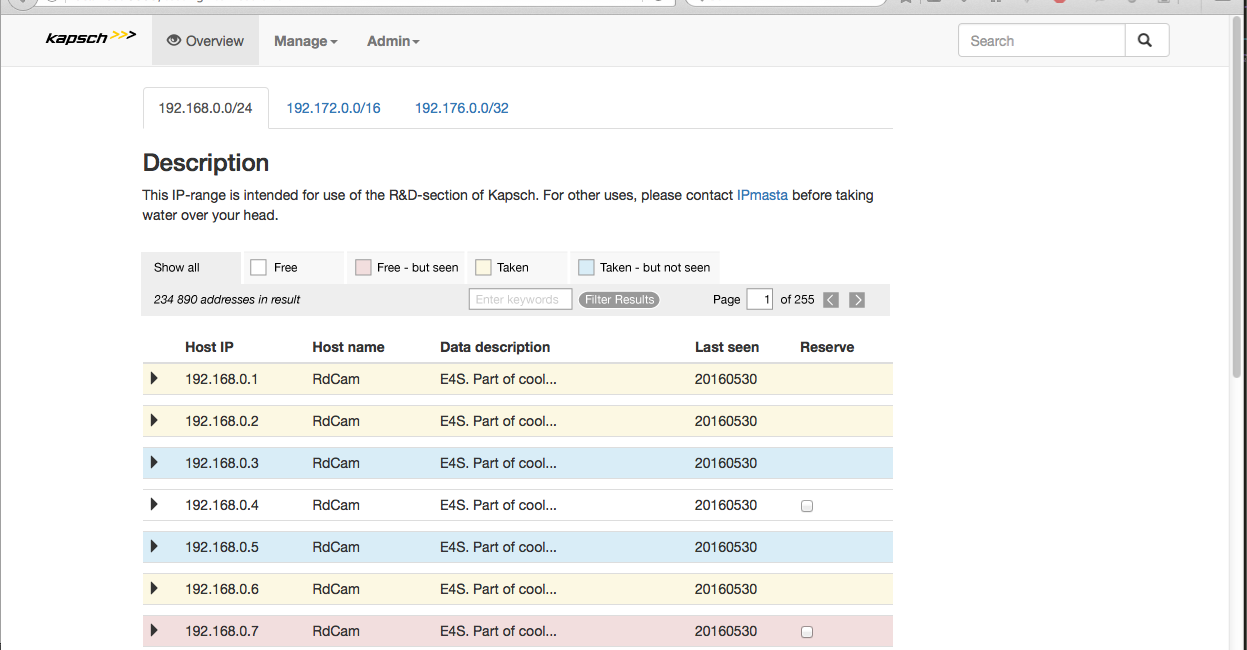 kapsch >>> Overview Manage Admin Search
192.168.0.0/24 192.172.0.0/16 192.176.0.0/32
Description
This IP-range is intended for use of the R&D-section of Kapsch. For other uses, please contact IPmasta before taking
water over your head.
Show all Free Free - but seen Taken Taken - but not seen
234 890 addresses in result Enter keywords Filter Results Page 1 of 255 < >
Host IP Host name Data description Last seen Reserve
192.168.0.1 RdCam E4S. Part of cool... 20160530
192.168.0.2 RdCam E4S. Part of cool... 20160530
192.168.0.3 RdCam E4S. Part of cool... 20160530
192.168.0.4 RdCam E4S. Part of cool... 20160530
192.168.0.5 RdCam E4S. Part of cool... 20160530
192.168.0.6 RdCam E4S. Part of cool... 20160530
192.168.0.7 RdCam E4S. Part of cool... 20160530